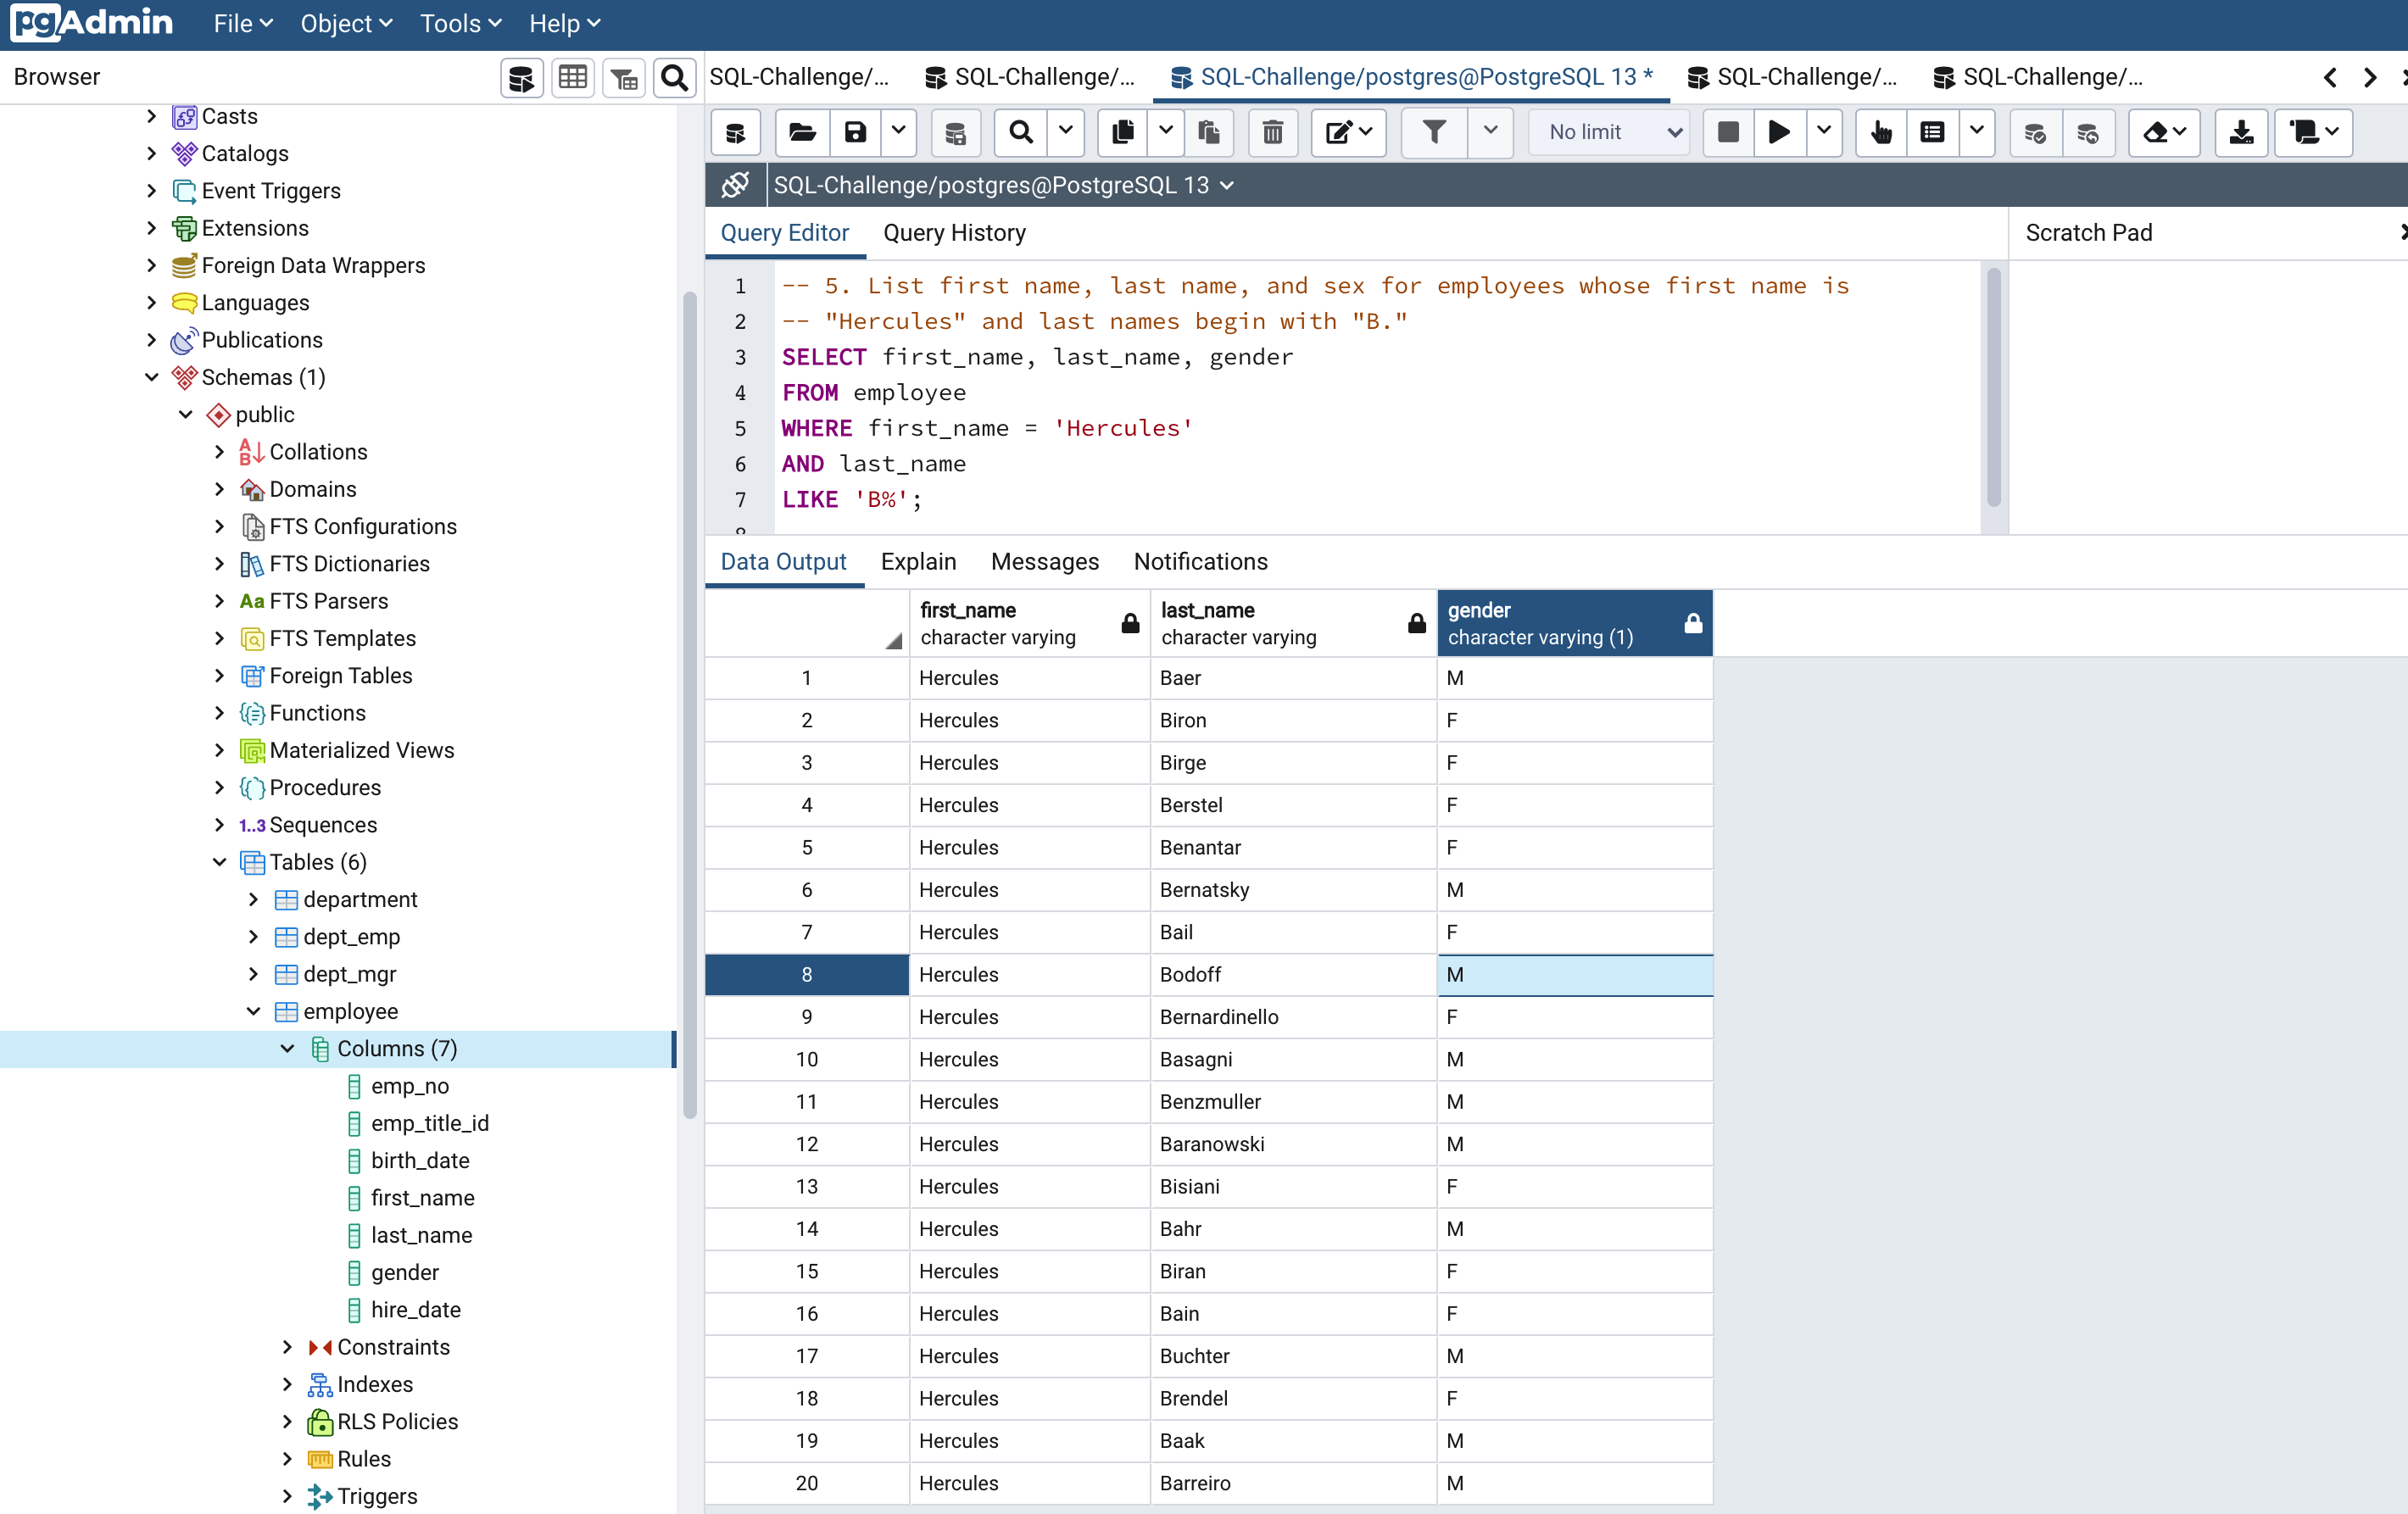 pgAdmin File Object Tools Help
Browser
SQL-Challenge/... SQL-Challenge/... SQL-Challenge/postgres@PostgreSQL 13 * SQL-Challenge/... SQL-Challenge/...
No limit
SQL-Challenge/postgres@PostgreSQL 13
Casts
Catalogs
Event Triggers
Extensions
Foreign Data Wrappers
Languages
Publications
Schemas (1)
public
Collations
Domains
FTS Configurations
FTS Dictionaries
Aa FTS Parsers
FTS Templates
Foreign Tables
Functions
Materialized Views
Procedures
1..3 Sequences
Tables (6)
department
dept_emp
dept_mgr
employee
Columns (7)
emp_no
emp_title_id
birth_date
first_name
last_name
gender
hire_date
Constraints
Indexes
RLS Policies
Rules
Triggers
Query Editor Query History
Scratch Pad
1 -- 5. List first name, last name, and sex for employees whose first name is
2 -- "Hercules" and last names begin with "B."
3 SELECT first_name, last_name, gender
4 FROM employee
5 WHERE first_name = 'Hercules'
6 AND last_name
7 LIKE 'B%';
Data Output Explain Messages Notifications
first_name last_name gender
character varying character varying character varying (1)
1 Hercules Baer M
2 Hercules Biron F
3 Hercules Birge F
4 Hercules Berstel F
5 Hercules Benantar F
6 Hercules Bernatsky M
7 Hercules Bail F
8 Hercules Bodoff M
9 Hercules Bernardinello F
10 Hercules Basagni M
11 Hercules Benzmuller M
12 Hercules Baranowski M
13 Hercules Bisiani F
14 Hercules Bahr M
15 Hercules Biran F
16 Hercules Bain F
17 Hercules Buchter M
18 Hercules Brendel F
19 Hercules Baak M
20 Hercules Barreiro M